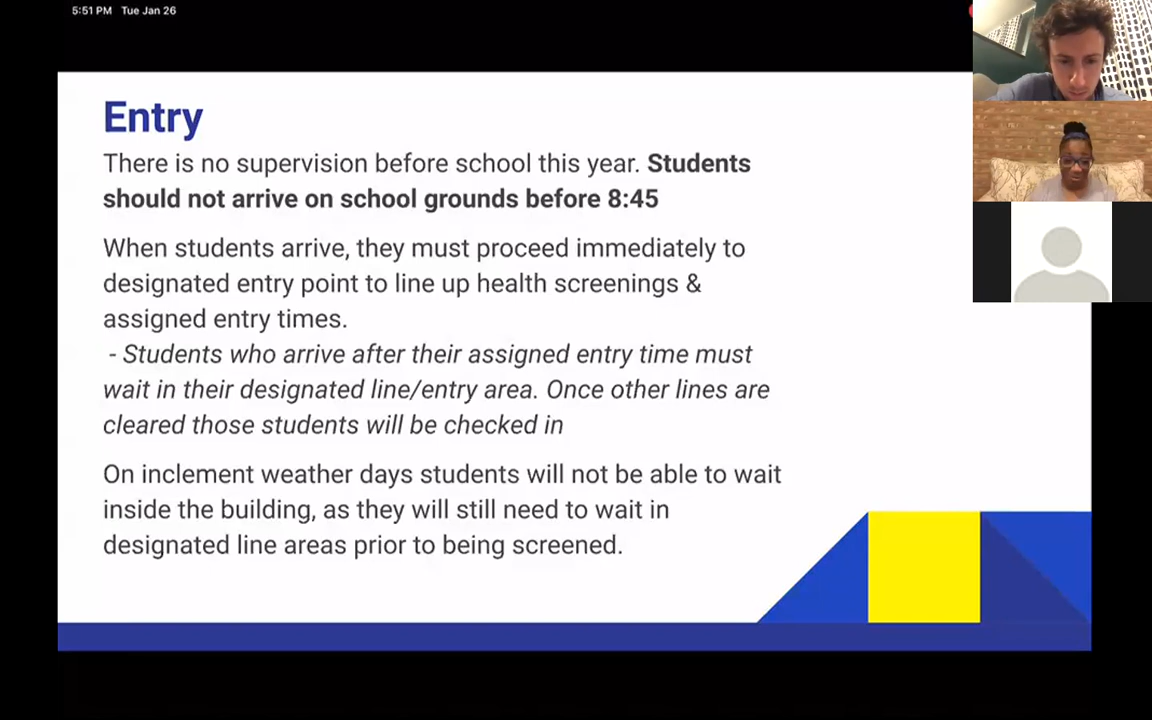 5:51 PM Tue Jan 26
Entry
There is no supervision before school this year. Students
should not arrive on school grounds before 8:45
When students arrive, they must proceed immediately to
designated entry point to line up health screenings &
assigned entry times.
- Students who arrive after their assigned entry time must
wait in their designated line/entry area. Once other lines are
cleared those students will be checked in
On inclement weather days students will not be able to wait
inside the building, as they will still need to wait in
designated line areas prior to being screened.